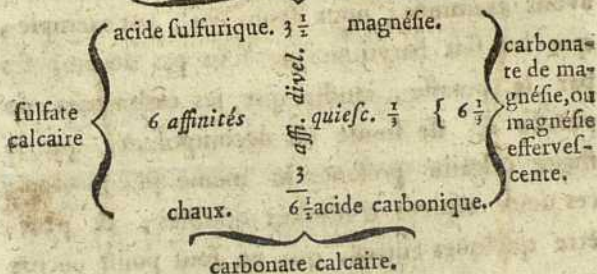 acide ſulfurique. 3 ½ magnéſie.
ſulfate calcaire
6 affinités
affi. divel.
quieſc. ⅓
{ 6 ⅓
carbona-
te de ma-
gnéſie, ou
magnéſie
efferveſ-
cente.
3
chaux. 6 ½ acide carbonique.
carbonate calcaire.